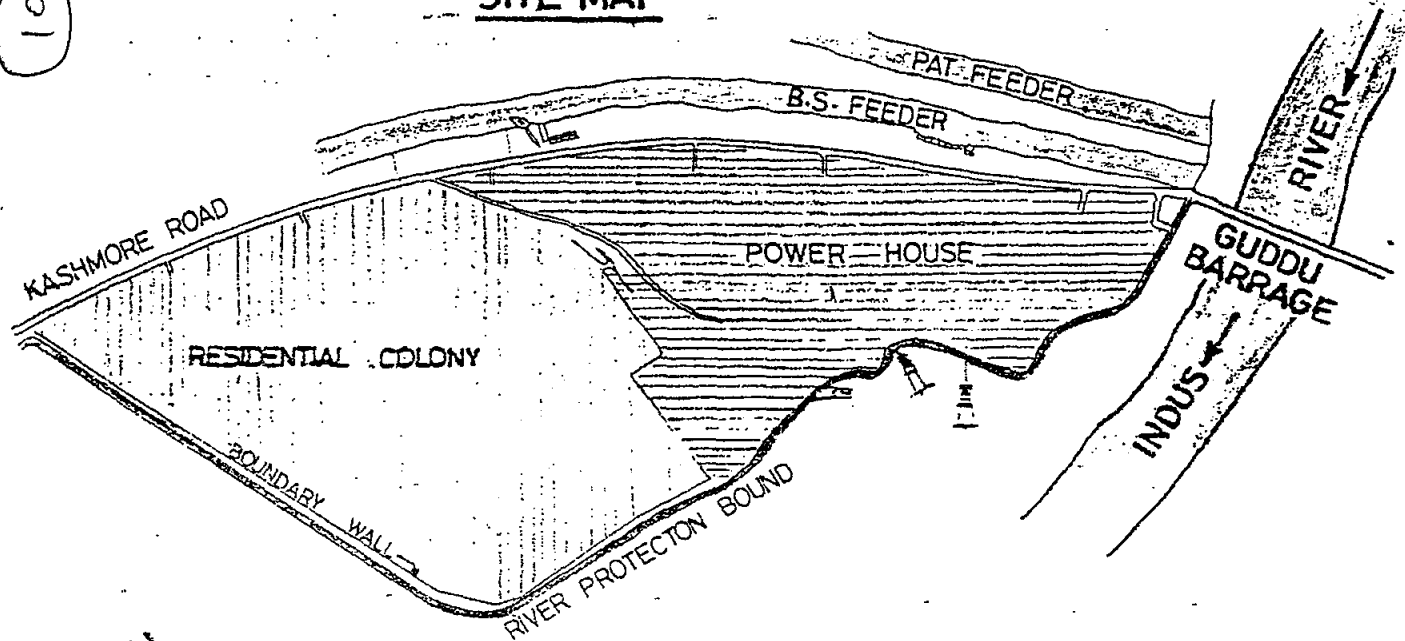 SITE MAP
PAT FEEDER
B.S. FEEDER
RIVER
KASHMORE ROAD
POWER HOUSE
GUDDU
BARRAGE
RESIDENTIAL COLONY
INDUS
BOUNDARY WALL
RIVER PROTECTON BOUND